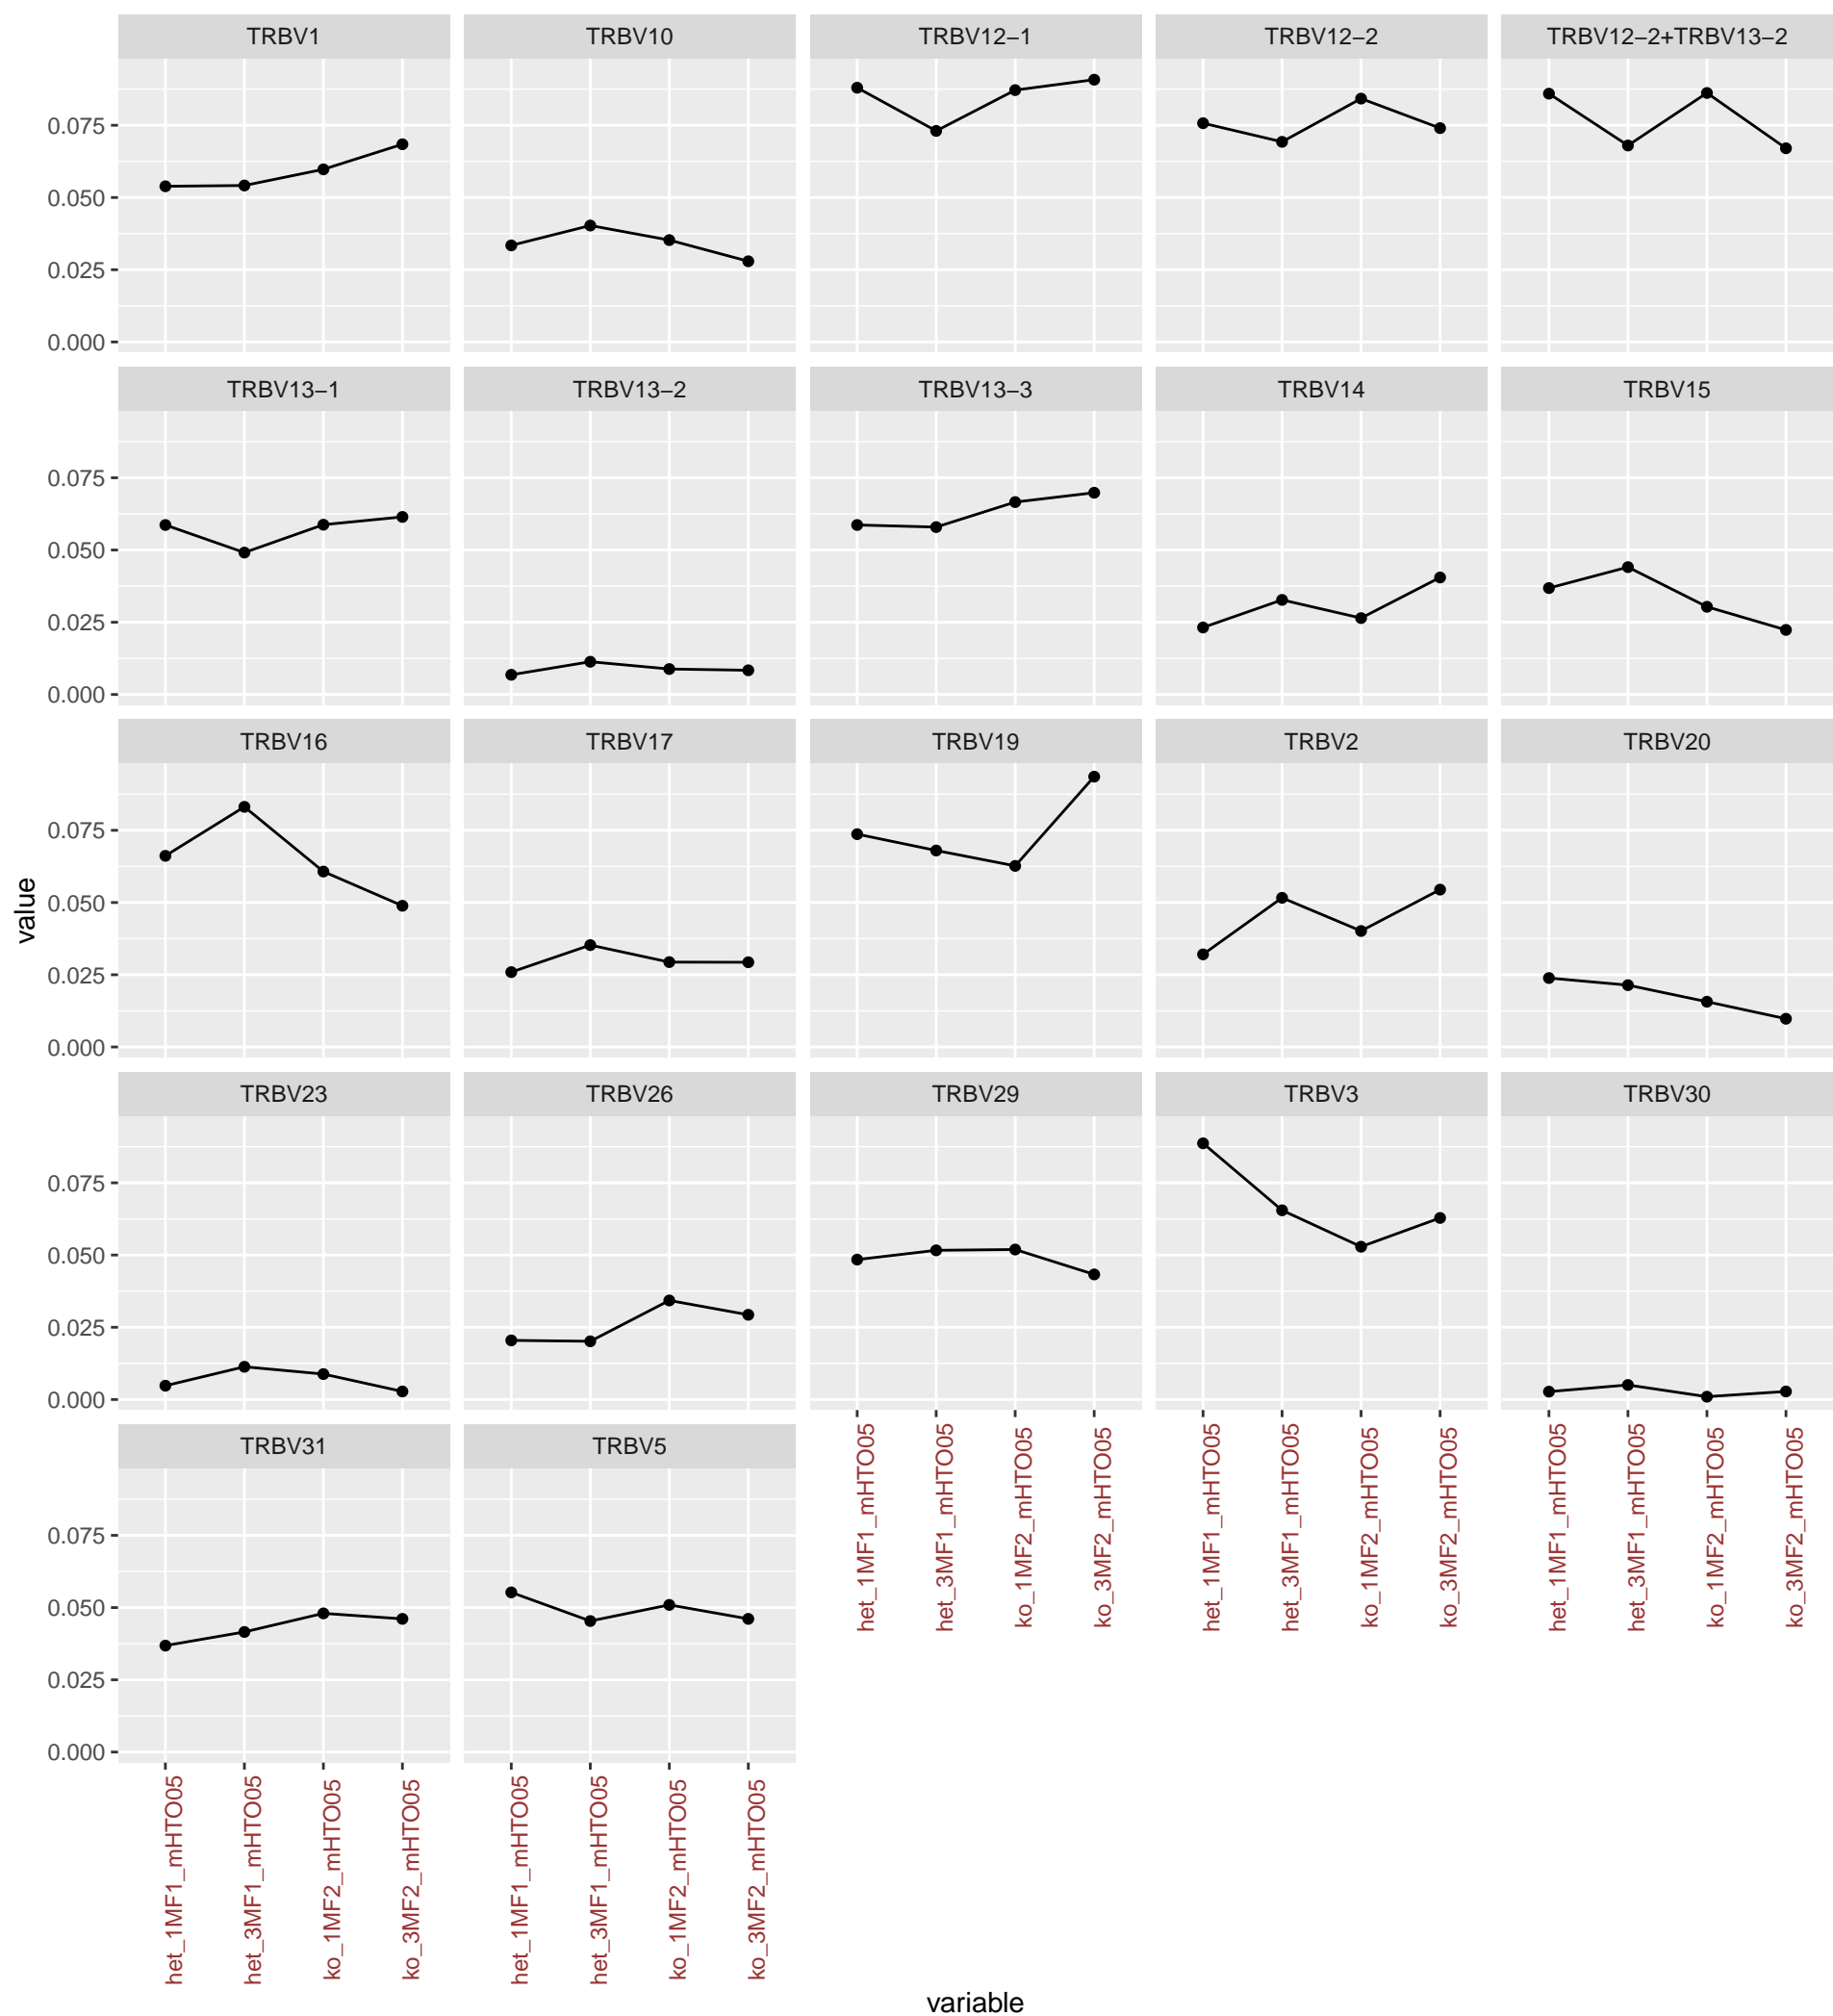 TRBV1 TRBV10 TRBV12−1 TRBV12−2 TRBV12−2+TRBV13−2
0.075
0.050
0.025
0.000
TRBV13−1 TRBV13−2 TRBV13−3 TRBV14 TRBV15
0.075
0.050
0.025
0.000
TRBV16 TRBV17 TRBV19 TRBV2 TRBV20
0.075
0.050
0.025
0.000
value
TRBV23 TRBV26 TRBV29 TRBV3 TRBV30
0.075
0.050
0.025
0.000
het_1MF1_mHTO05 het_3MF1_mHTO05 ko_1MF2_mHTO05 ko_3MF2_mHTO05 het_1MF1_mHTO05 het_3MF1_mHTO05 ko_1MF2_mHTO05 ko_3MF2_mHTO05 het_1MF1_mHTO05 het_3MF1_mHTO05 ko_1MF2_mHTO05 ko_3MF2_mHTO05
TRBV31 TRBV5
0.075
0.050
0.025
0.000
het_1MF1_mHTO05 het_3MF1_mHTO05 ko_1MF2_mHTO05 ko_3MF2_mHTO05 het_1MF1_mHTO05 het_3MF1_mHTO05 ko_1MF2_mHTO05 ko_3MF2_mHTO05
variable